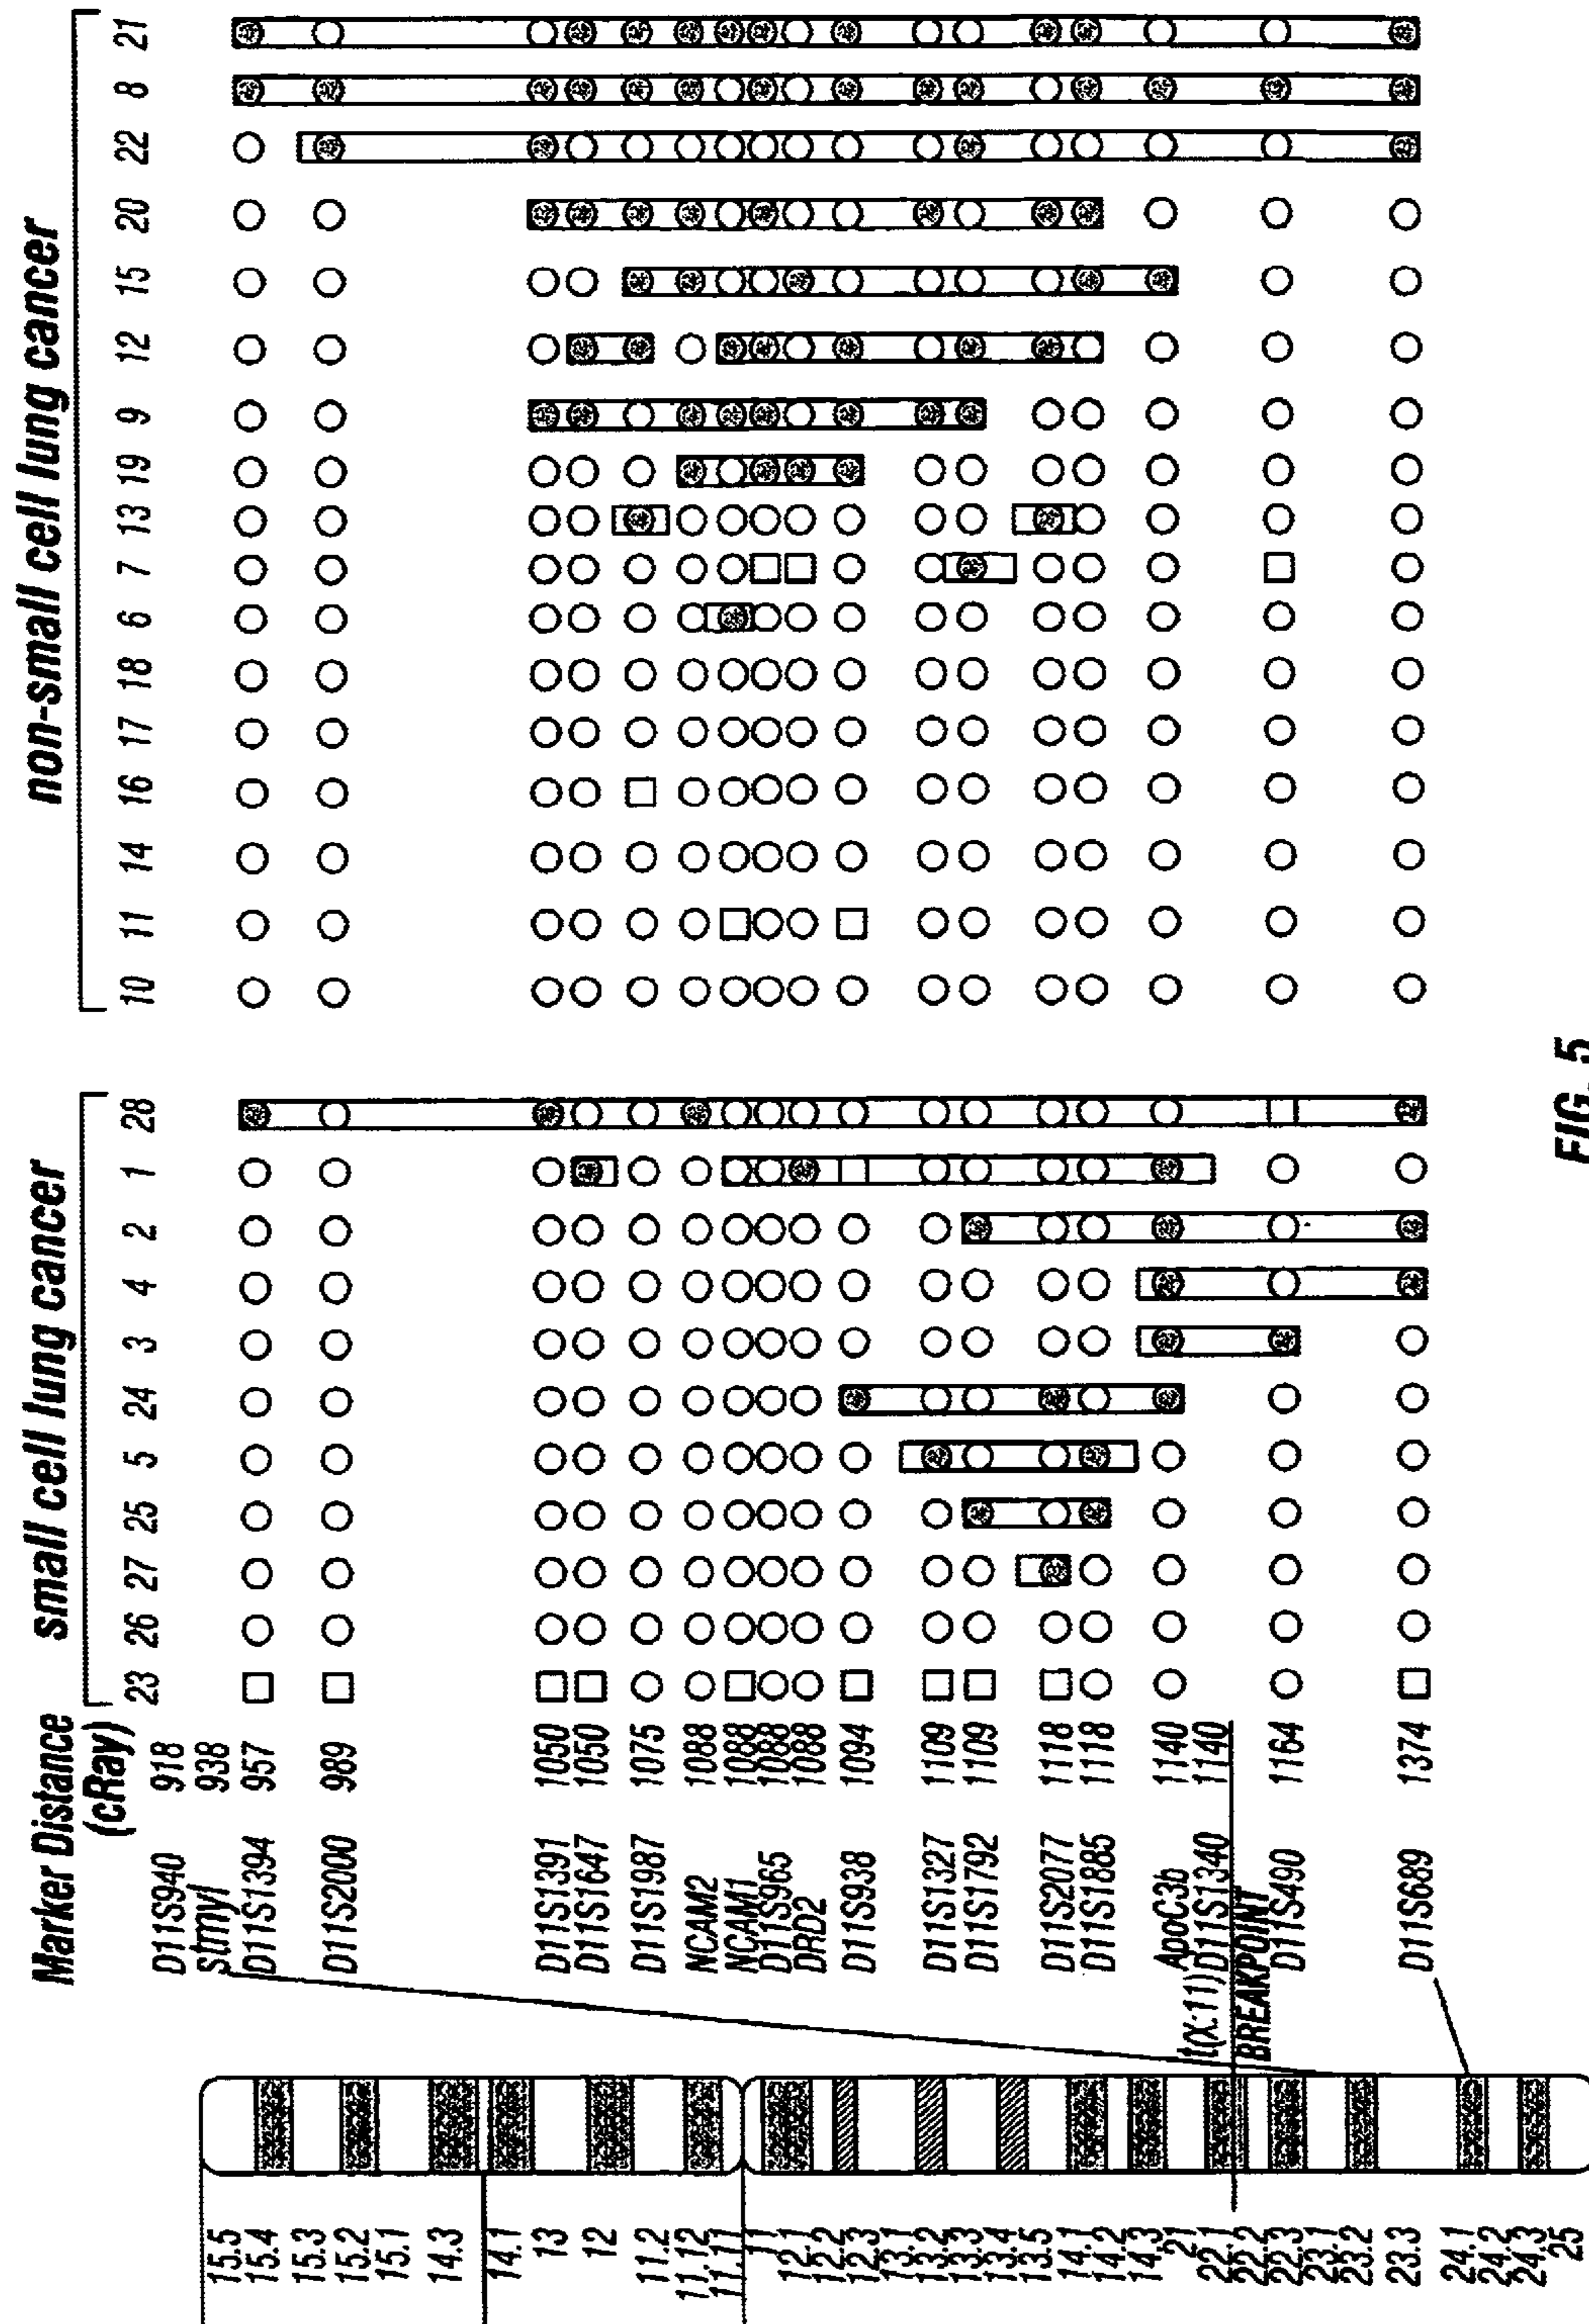 non-small cell lung cancer
21
8
22
20
15
12
9
19
13
7
6
18
17
16
14
11
10
small cell lung cancer
28
1
2
4
3
24
5
25
27
26
23
Marker Distance
(cRay)
D11S940 918
stmyl 938
D11S1394 957
D11S2000 989
D11S1391 1050
D11S1647 1050
D11S1987 1075
NCAM2 1088
NCAM1 1088
D11S965 1088
DRD2 1088
D11S938 1094
D11S1327 1109
D11S1792 1109
D11S2077 1118
D11S1885 1118
ApoC3b 1140
t(X:11) D11S1340 1140
BREAKPOINT
D11S490 1164
D11S689 1374
15.5
15.4
15.3
15.2
15.1
14.3
14.1
13
12
11.2
11.12
11.11
11
12.1
12.2
12.3
13.1
13.2
13.3
13.4
13.5
14.1
14.2
14.3
21
22.1
22.2
22.3
23.1
23.2
23.3
24.1
24.2
24.3
25
FIG. 5